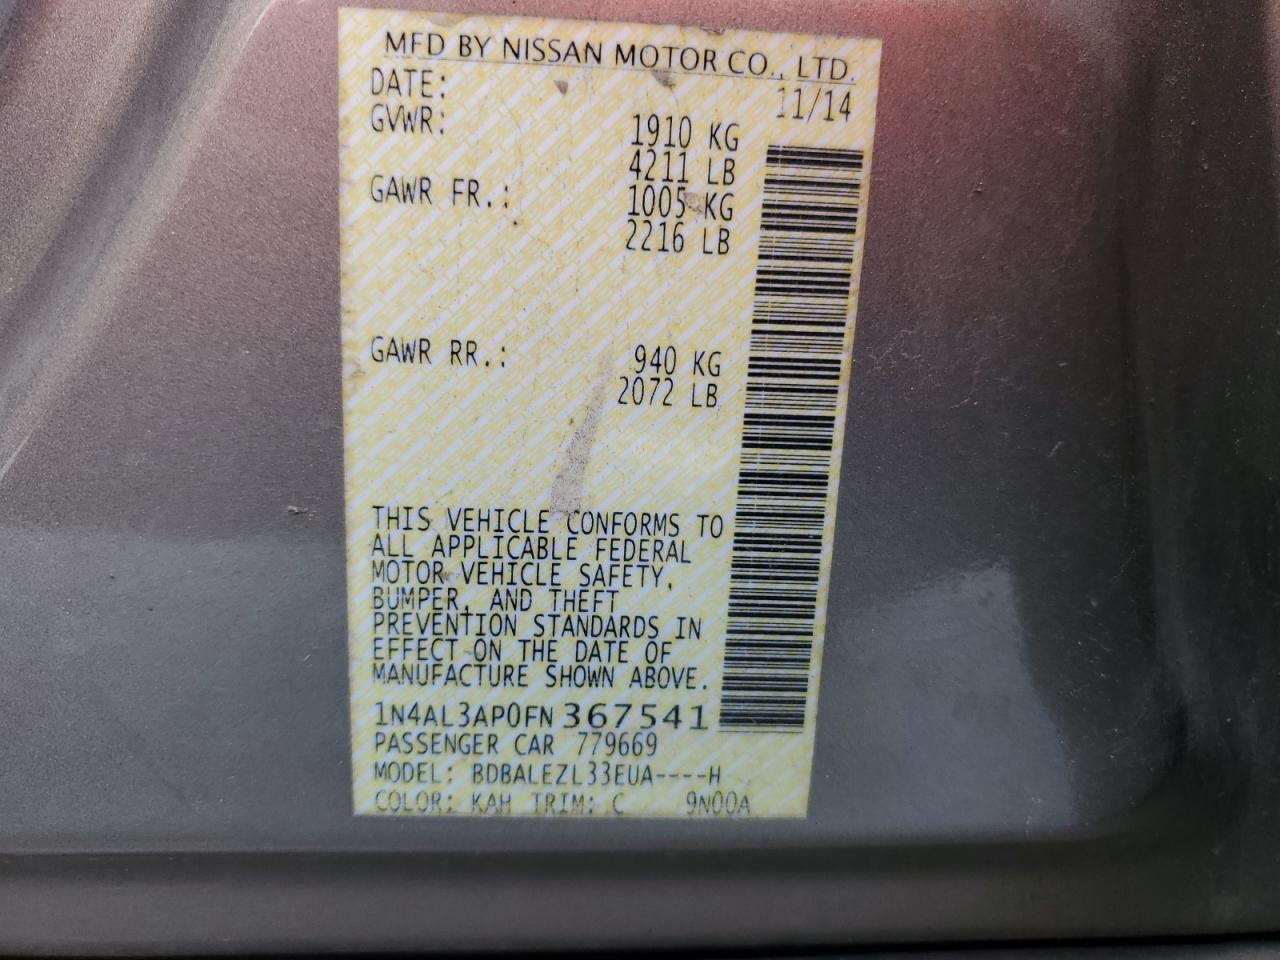 MFD BY NISSAN MOTOR CO., LTD.
DATE: 11/14
GVWR: 1910 KG
4211 LB
GAWR FR.: 1005 KG
2216 LB
GAWR RR.: 940 KG
2072 LB
THIS VEHICLE CONFORMS TO
ALL APPLICABLE FEDERAL
MOTOR VEHICLE SAFETY,
BUMPER, AND THEFT
PREVENTION STANDARDS IN
EFFECT ON THE DATE OF
MANUFACTURE SHOWN ABOVE.
1N4AL3AP0FN367541
PASSENGER CAR 779669
MODEL: BDBALEZL33EUA----H
COLOR: KAH TRIM: C 9N00A